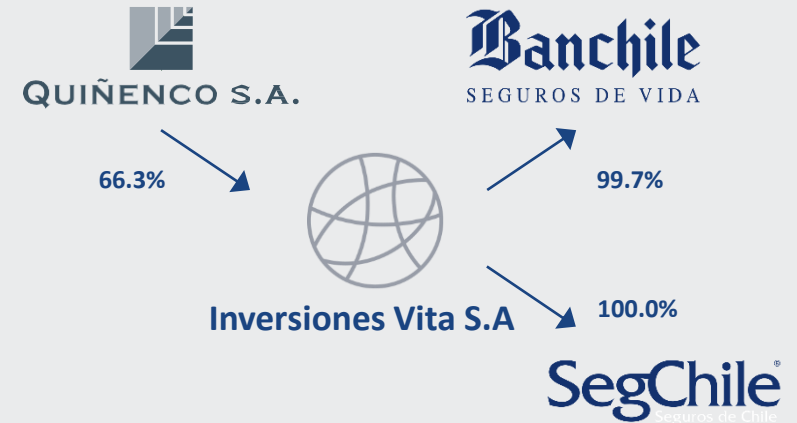 QUIÑENCO S.A.
Banchile
SEGUROS DE VIDA
66.3%
99.7%
Inversiones Vita S.A
100.0%
SegChile®
Seguros de Chile